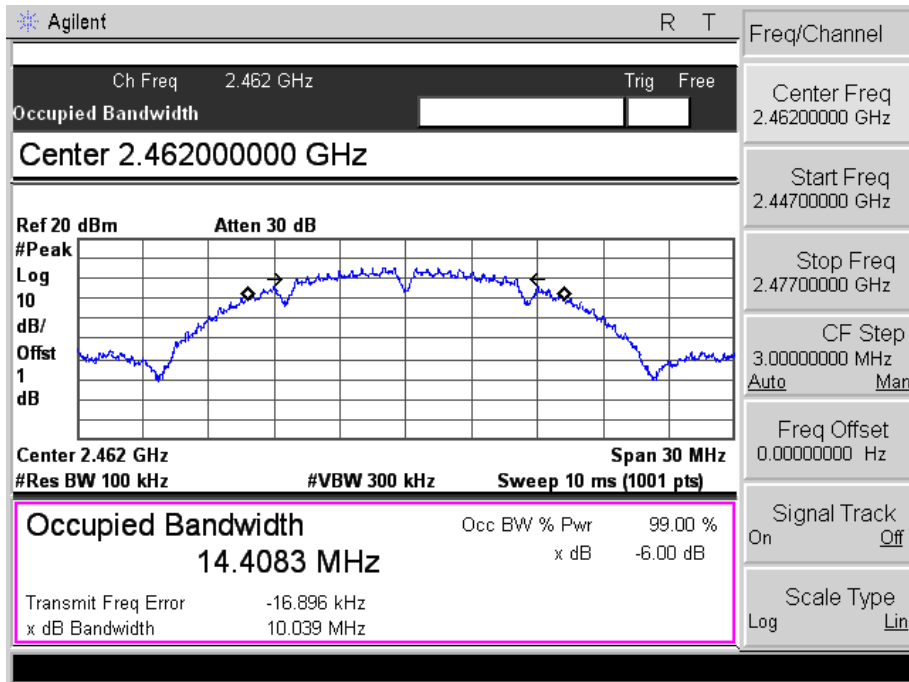 Agilent R T
Ch Freq 2.462 GHz Trig Free
Occupied Bandwidth
Center 2.462000000 GHz
Ref 20 dBm Atten 30 dB
#Peak
Log
10
dB/
Offst
1
dB
Center 2.462 GHz Span 30 MHz
#Res BW 100 kHz #VBW 300 kHz Sweep 10 ms (1001 pts)
Occupied Bandwidth Occ BW % Pwr 99.00 %
14.4083 MHz x dB -6.00 dB
Transmit Freq Error -16.896 kHz
x dB Bandwidth 10.039 MHz
Freq/Channel
Center Freq
2.46200000 GHz
Start Freq
2.44700000 GHz
Stop Freq
2.47700000 GHz
CF Step
3.00000000 MHz
Auto Man
Freq Offset
0.00000000 Hz
Signal Track
On Off
Scale Type
Log Lin